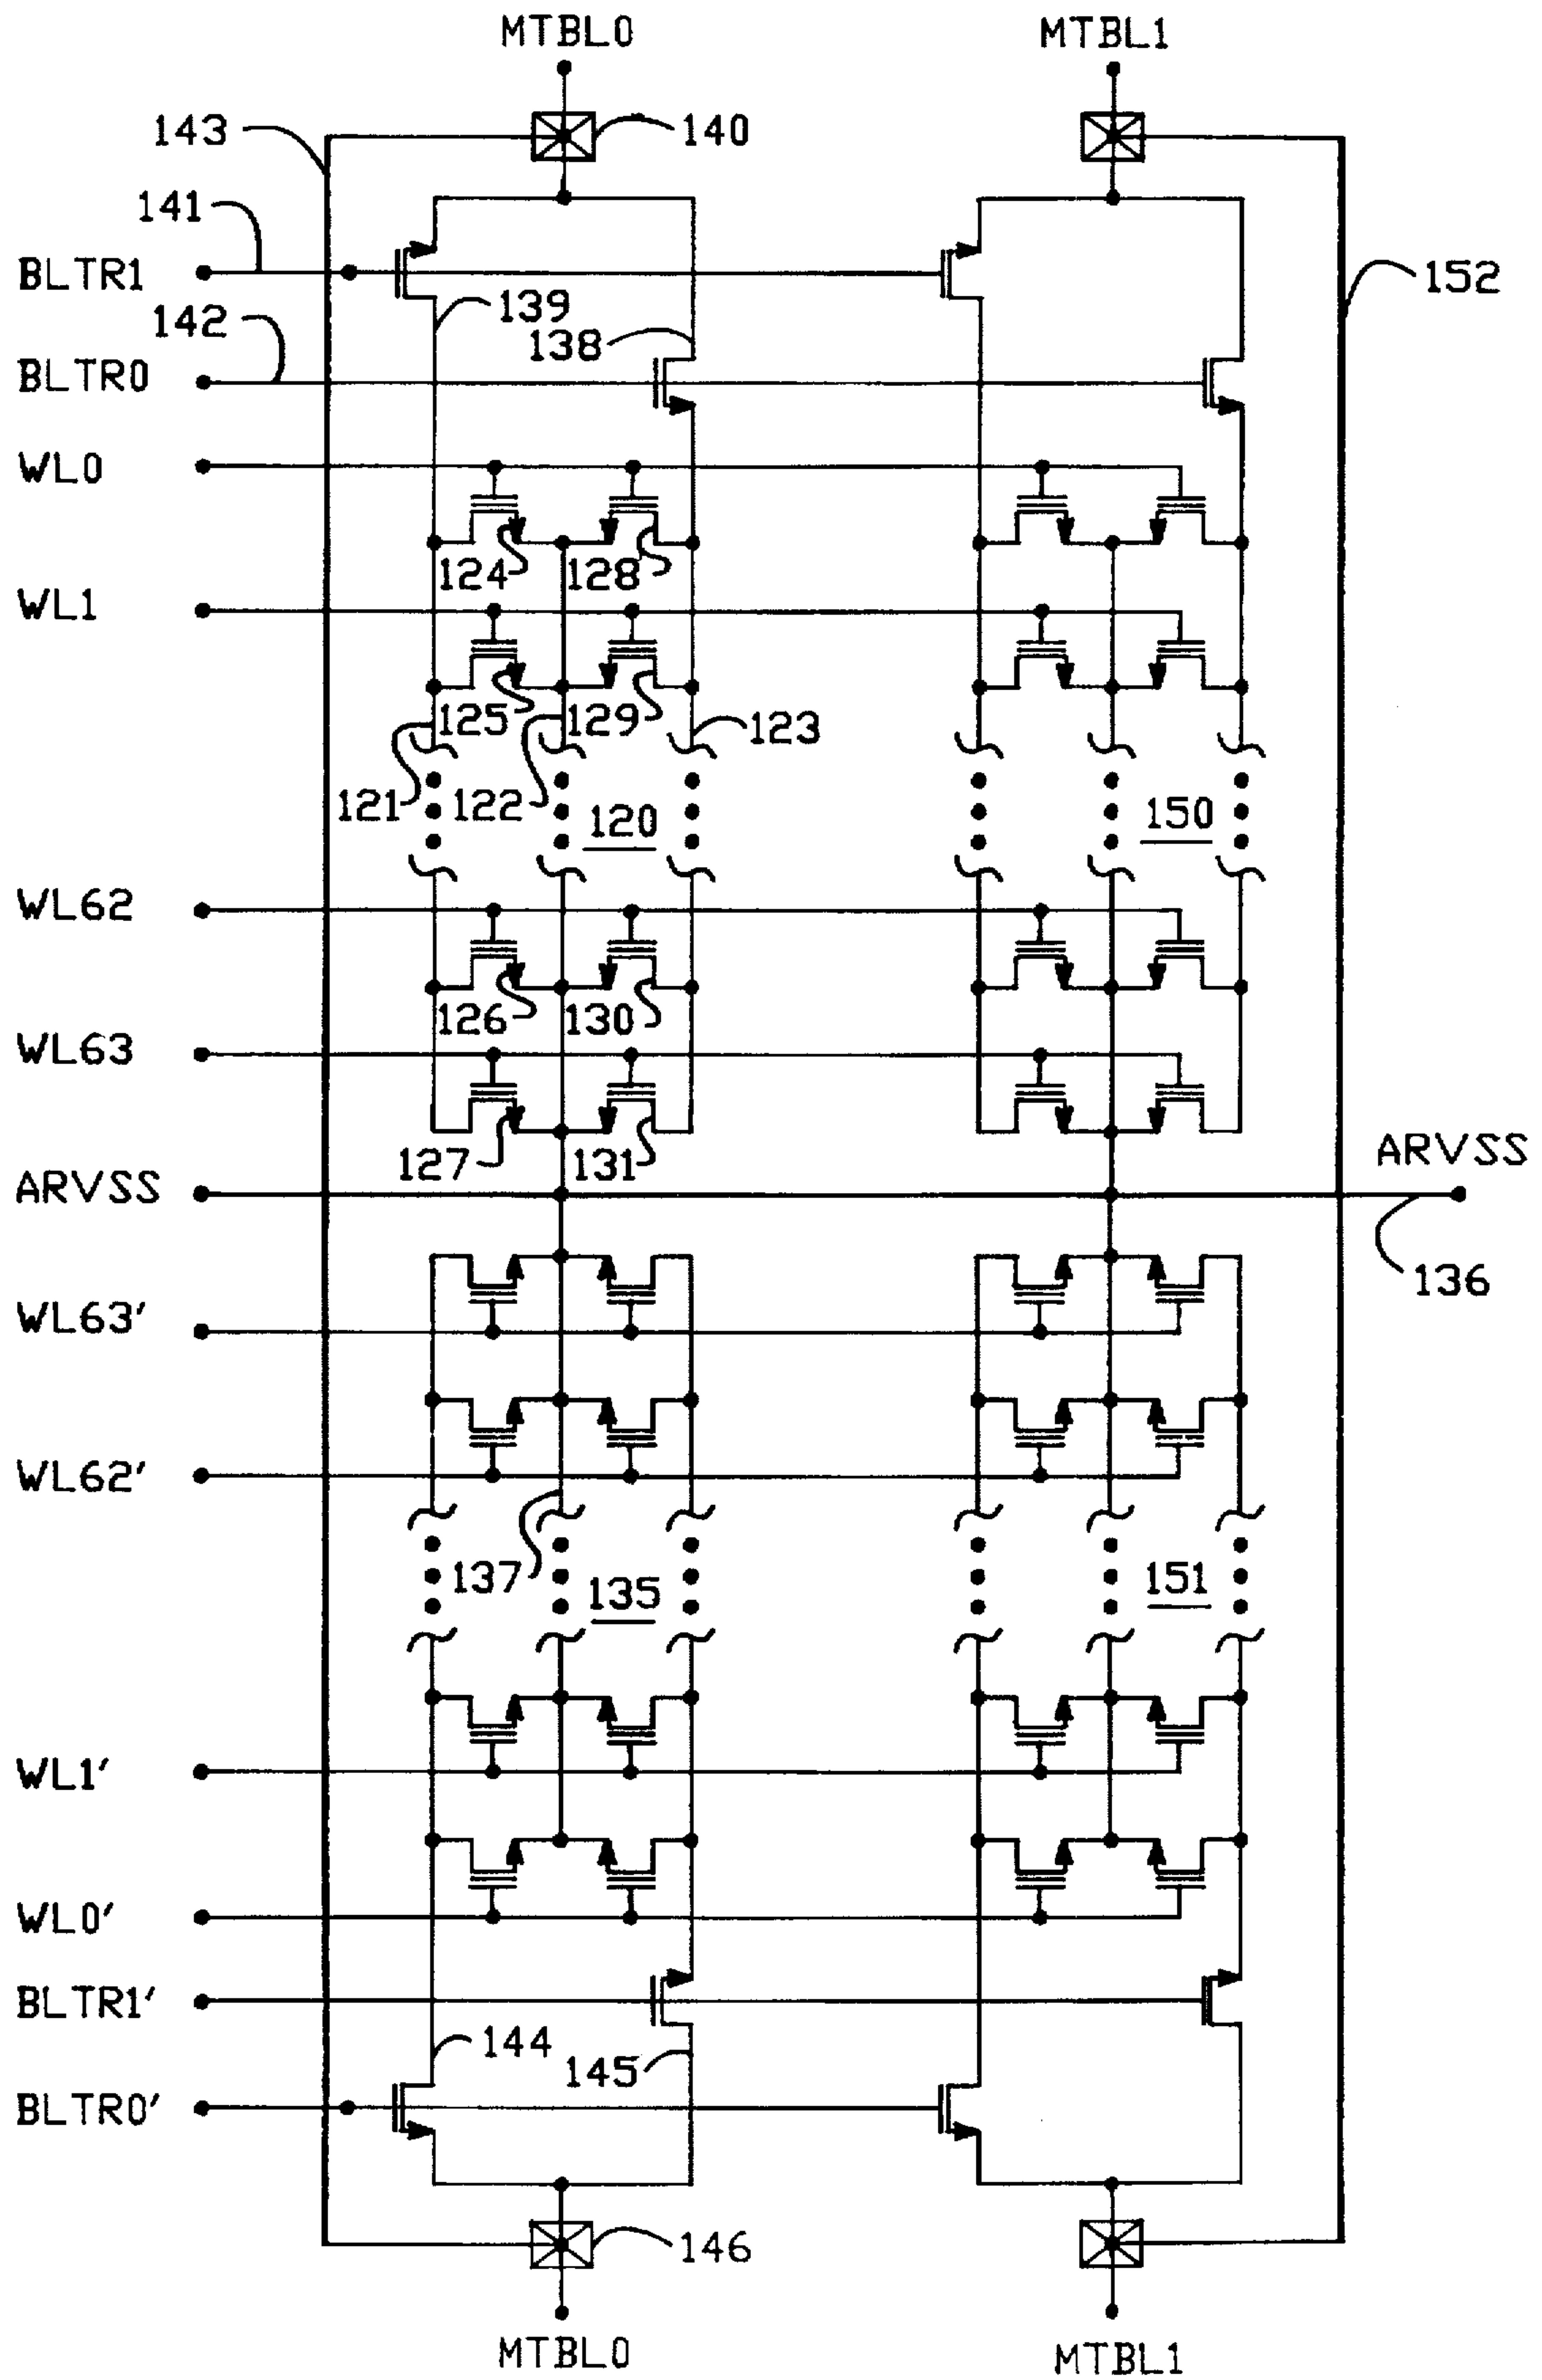 MTBL0 MTBL1
143 140
141
BLTR1 139 152
142 138
BLTR0
WL0
124 128
WL1
125 129 123
121 122 120 150
WL62
126 130
WL63
127 131
ARVSS ARVSS
136
WL63'
WL62'
137 135 151
WL1'
WL0'
BLTR1'
144 145
BLTR0'
146
MTBL0 MTBL1